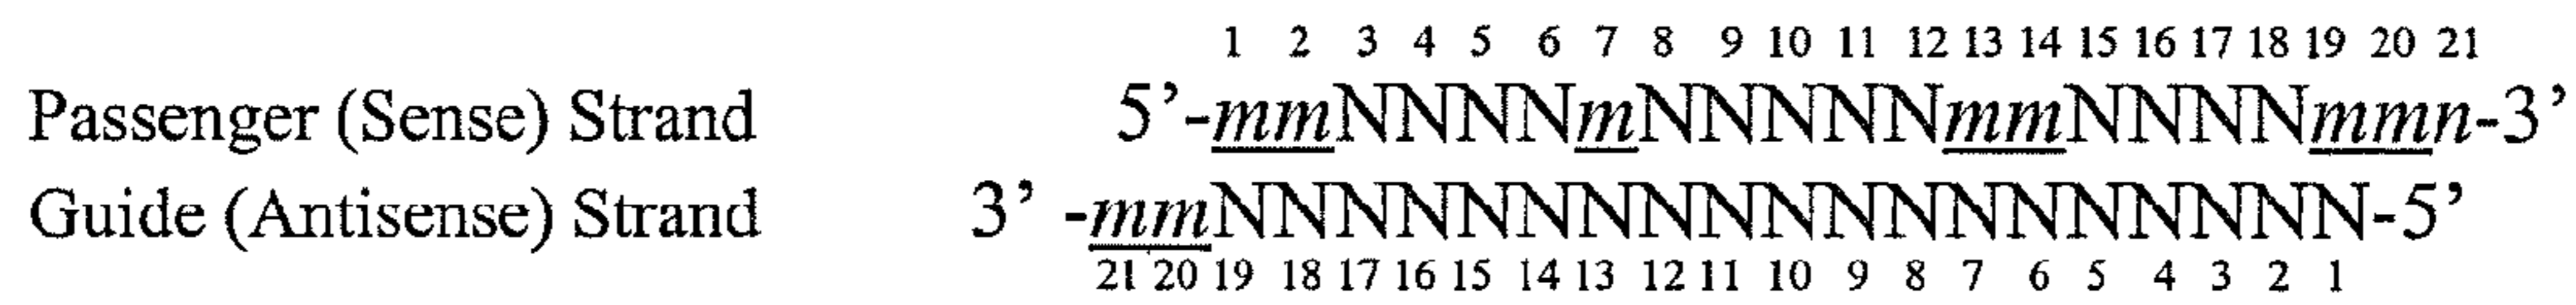 1 2 3 4 5 6 7 8 9 10 11 12 13 14 15 16 17 18 19 20 21
Passenger (Sense) Strand 5’-mmNNNNmNNNNNmmNNNNmmn-3’
Guide (Antisense) Strand 3’ -mmNNNNNNNNNNNNNNNNNNN-5’
21 20 19 18 17 16 15 14 13 12 11 10 9 8 7 6 5 4 3 2 1